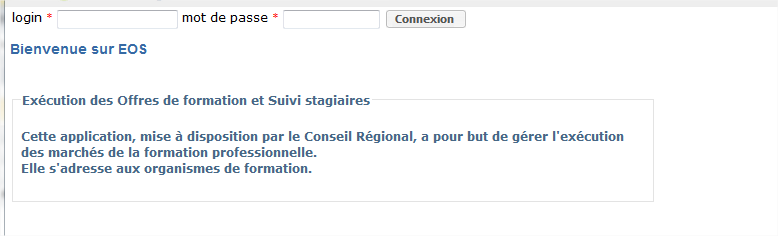 login * mot de passe * Connexion
Bienvenue sur EOS
Exécution des Offres de formation et Suivi stagiaires
Cette application, mise à disposition par le Conseil Régional, a pour but de gérer l'exécution
des marchés de la formation professionnelle.
Elle s'adresse aux organismes de formation.